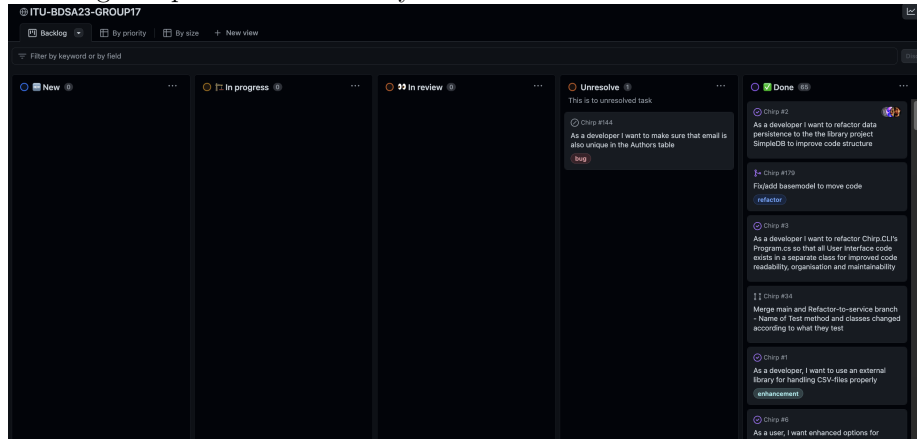 ITU-BDSA23-GROUP17
Backlog
By priority
By size
+ New view
Filter by keyword or by field
New 0
In progress 0
In review 0
Unresolve 1
This is to unresolved task
Chirp #144
As a developer I want to make sure that email is
also unique in the Authors table
bug
Done 65
Chirp #2
As a developer I want to refactor data
persistence to the the library project
SimpleDB to improve code structure
Chirp #179
Fix/add basemodel to move code
refactor
Chirp #3
As a developer I want to refactor Chirp.CLI's
Program.cs so that all User Interface code
exists in a separate class for improved code
readability, organisation and maintainability
Chirp #34
Merge main and Refactor-to-service branch
- Name of Test method and classes changed
according to what they test
Chirp #1
As a developer, I want to use an external
library for handling CSV-files properly
enhancement
Chirp #6
As a user, I want enhanced options for